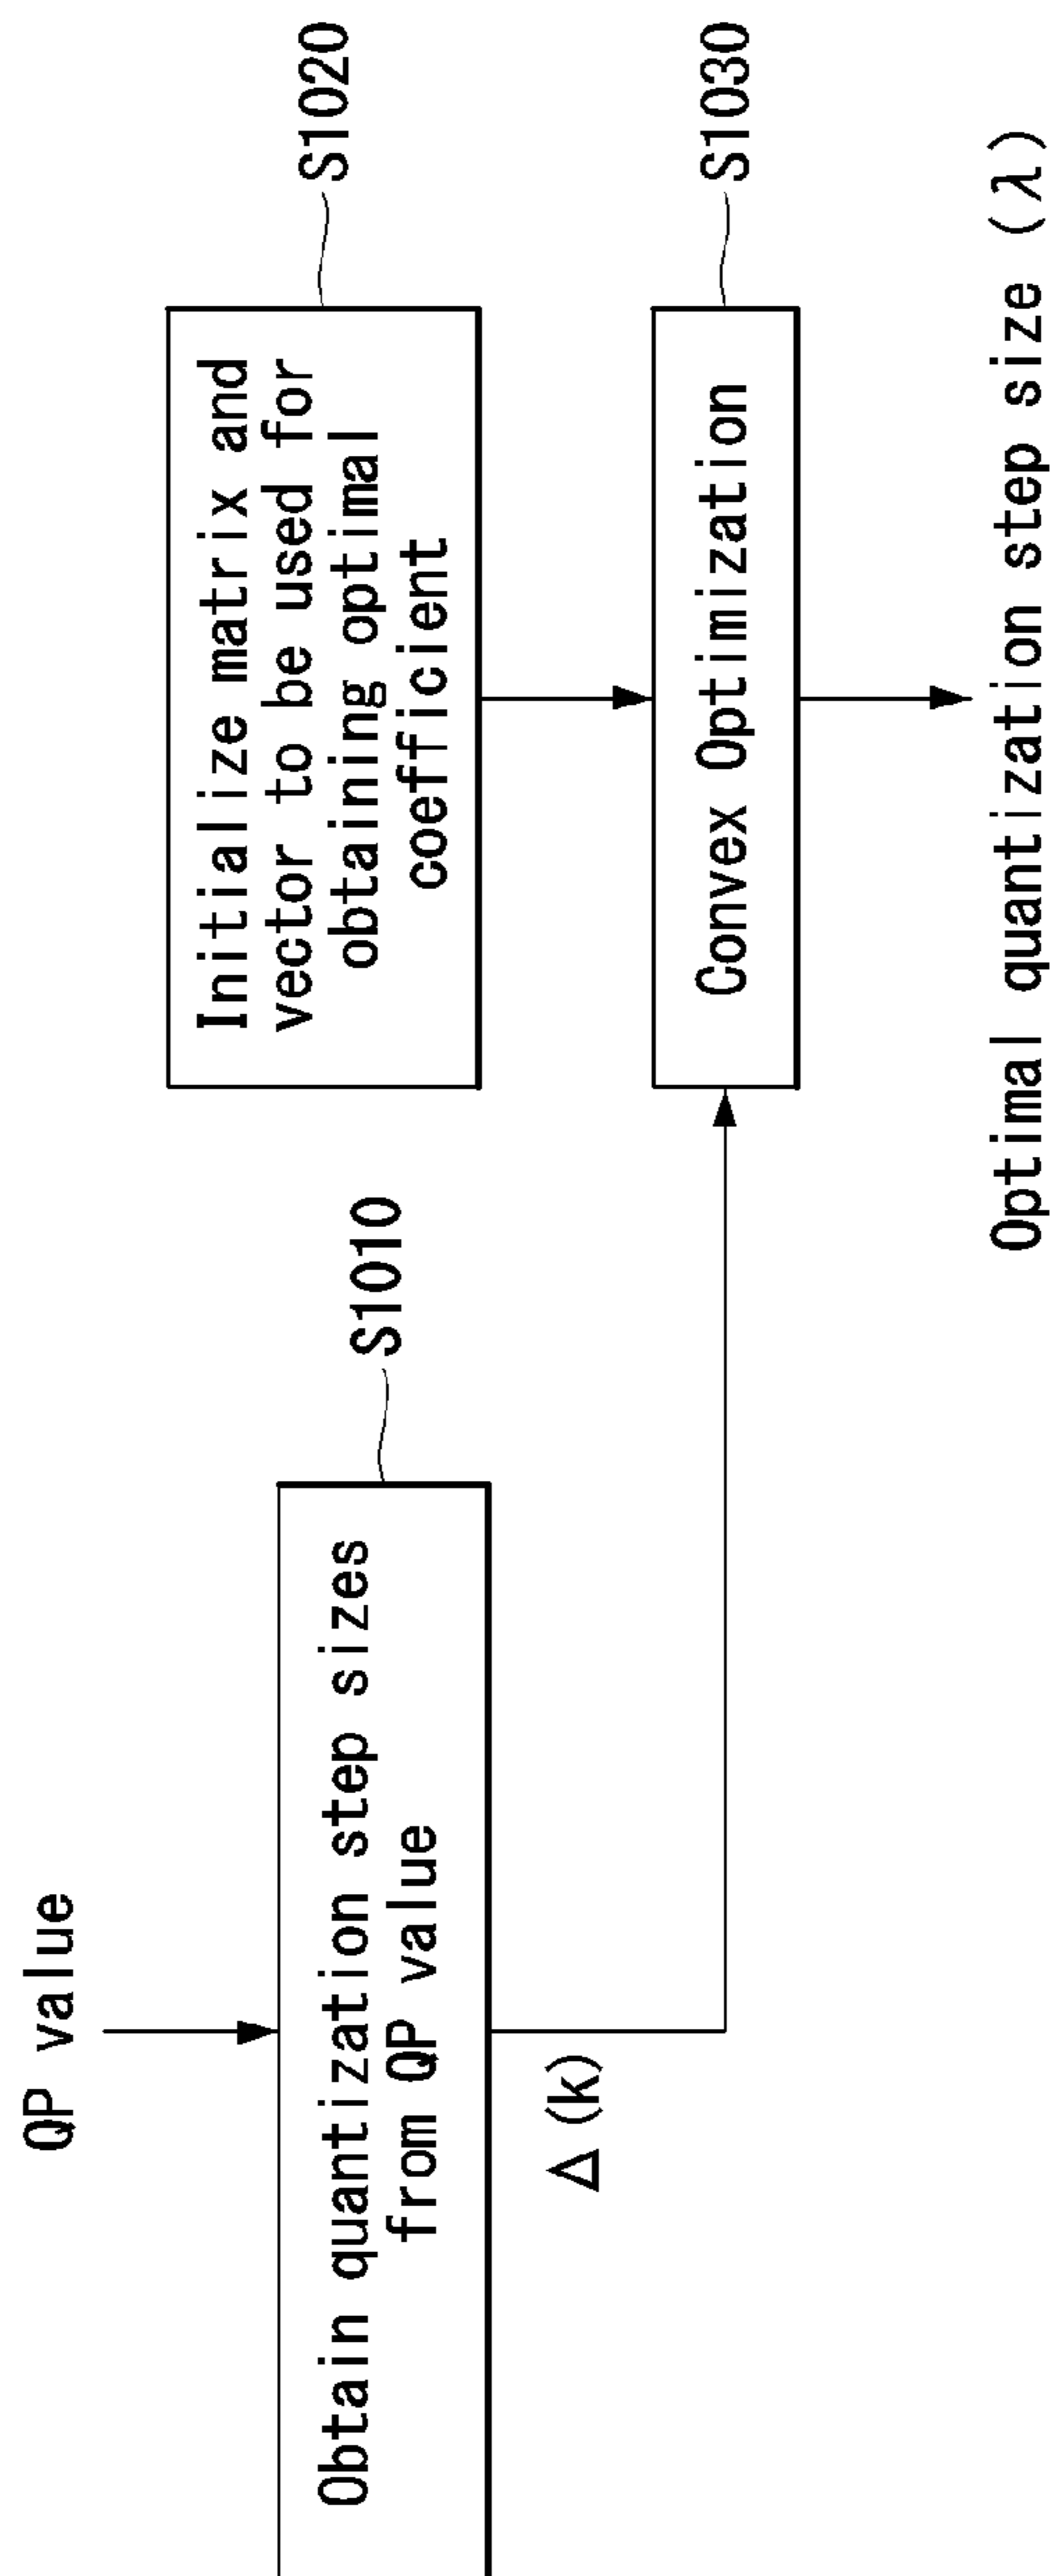 QP value
Obtain quantization step sizes
from QP value
S1010
Δ(k)
Initialize matrix and
vector to be used for
obtaining optimal
coefficient
S1020
Convex Optimization
S1030
Optimal quantization step size (λ)